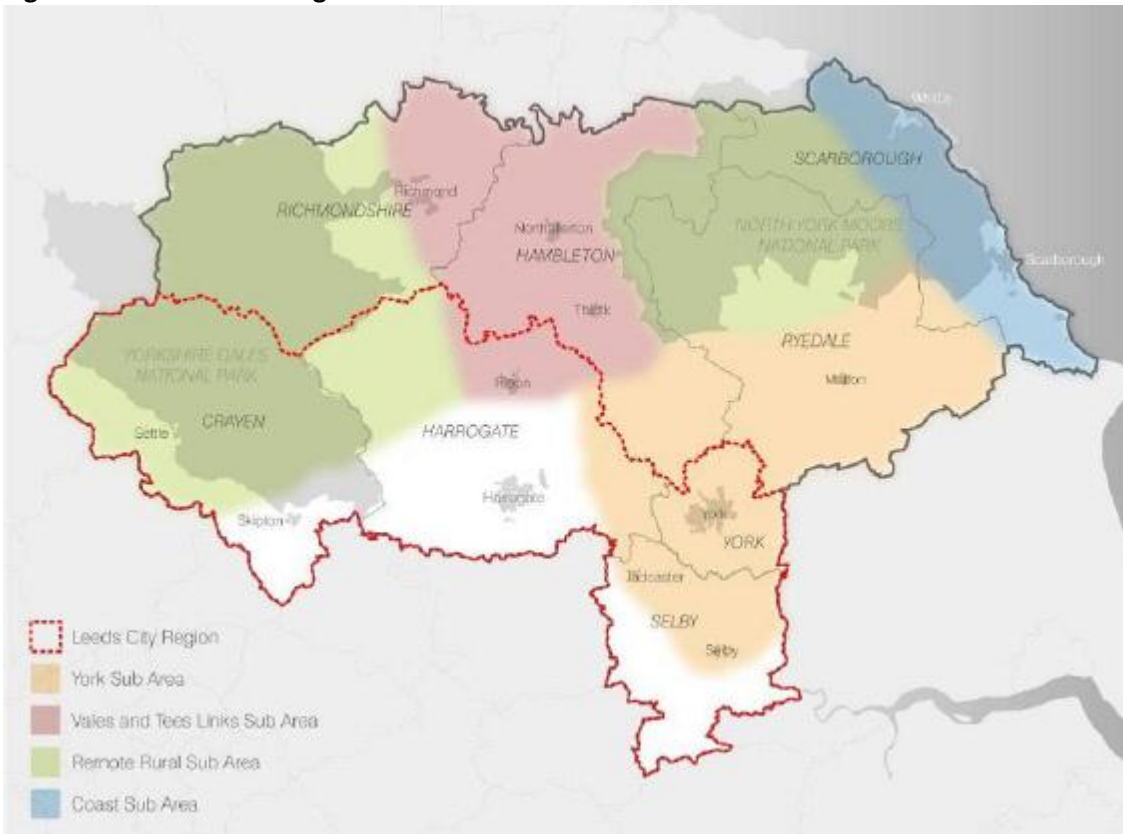 Whitby
SCARBOROUGH
Richmond
RICHMONDSHIRE
Northallerton
NORTH YORK MOORS
NATIONAL PARK
HAMBLETON
Scarborough
Thirsk
RYEDALE
YORKSHIRE DALES
NATIONAL PARK
Ripon
Malton
CRAVEN
Settle
HARROGATE
Harrogate
Skipton
York
YORK
Tadcaster
SELBY
Selby
Leeds City Region
York Sub Area
Vales and Tees Links Sub Area
Remote Rural Sub Area
Coast Sub Area